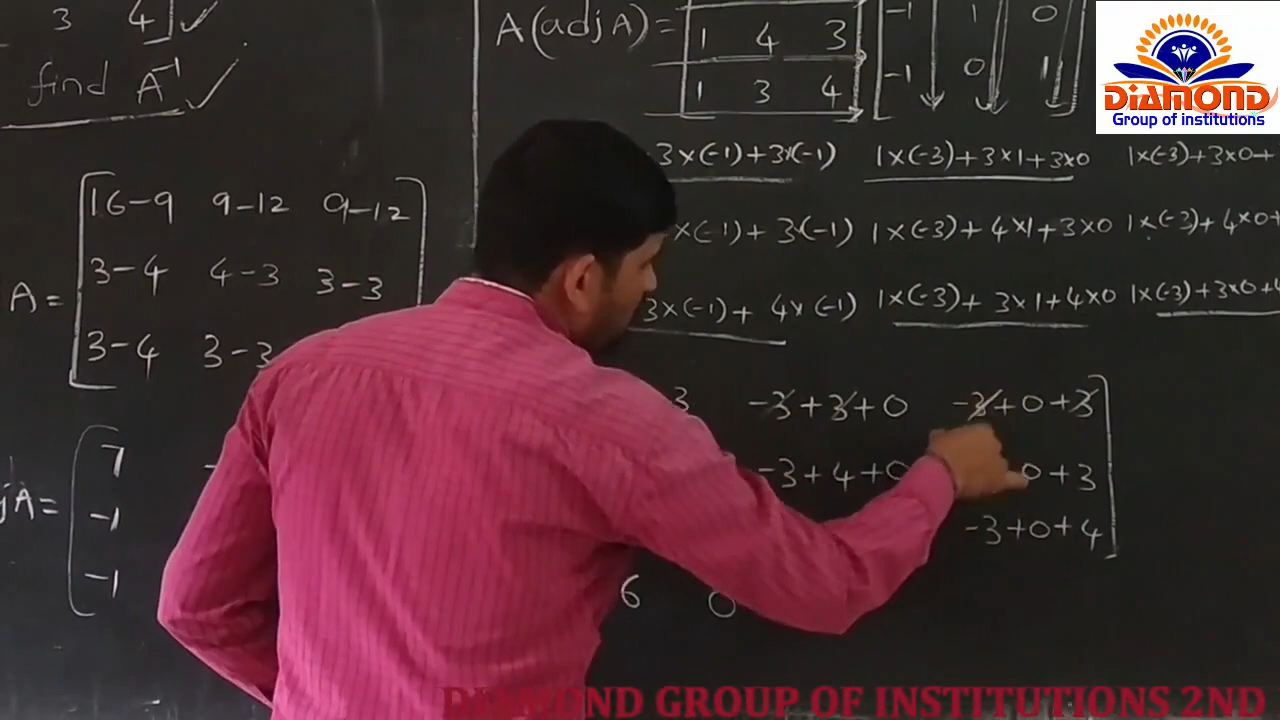 3 4
find A⁻¹
A =
16-9 9-12 9-12
3-4 4-3 3-3
3-4 3-3
jA =
7
-1
-1
A(adjA) =
1 4 3
1 3 4
-1 1 0
-1 0 1
3×(-1)+3×(-1) 1×(-3)+3×1+3×0 1×(-3)+3×0+
×(-1)+3(-1) 1×(-3)+4×1+3×0 1×(-3)+4×0+
3×(-1)+4×(-1) 1×(-3)+3×1+4×0 1×(-3)+3×0+4
3 -3+3+0 -3+0+3
-3+4+0 0+3
-3+0+4
6 0
DIAMOND
Group of institutions
DIAMOND GROUP OF INSTITUTIONS 2ND